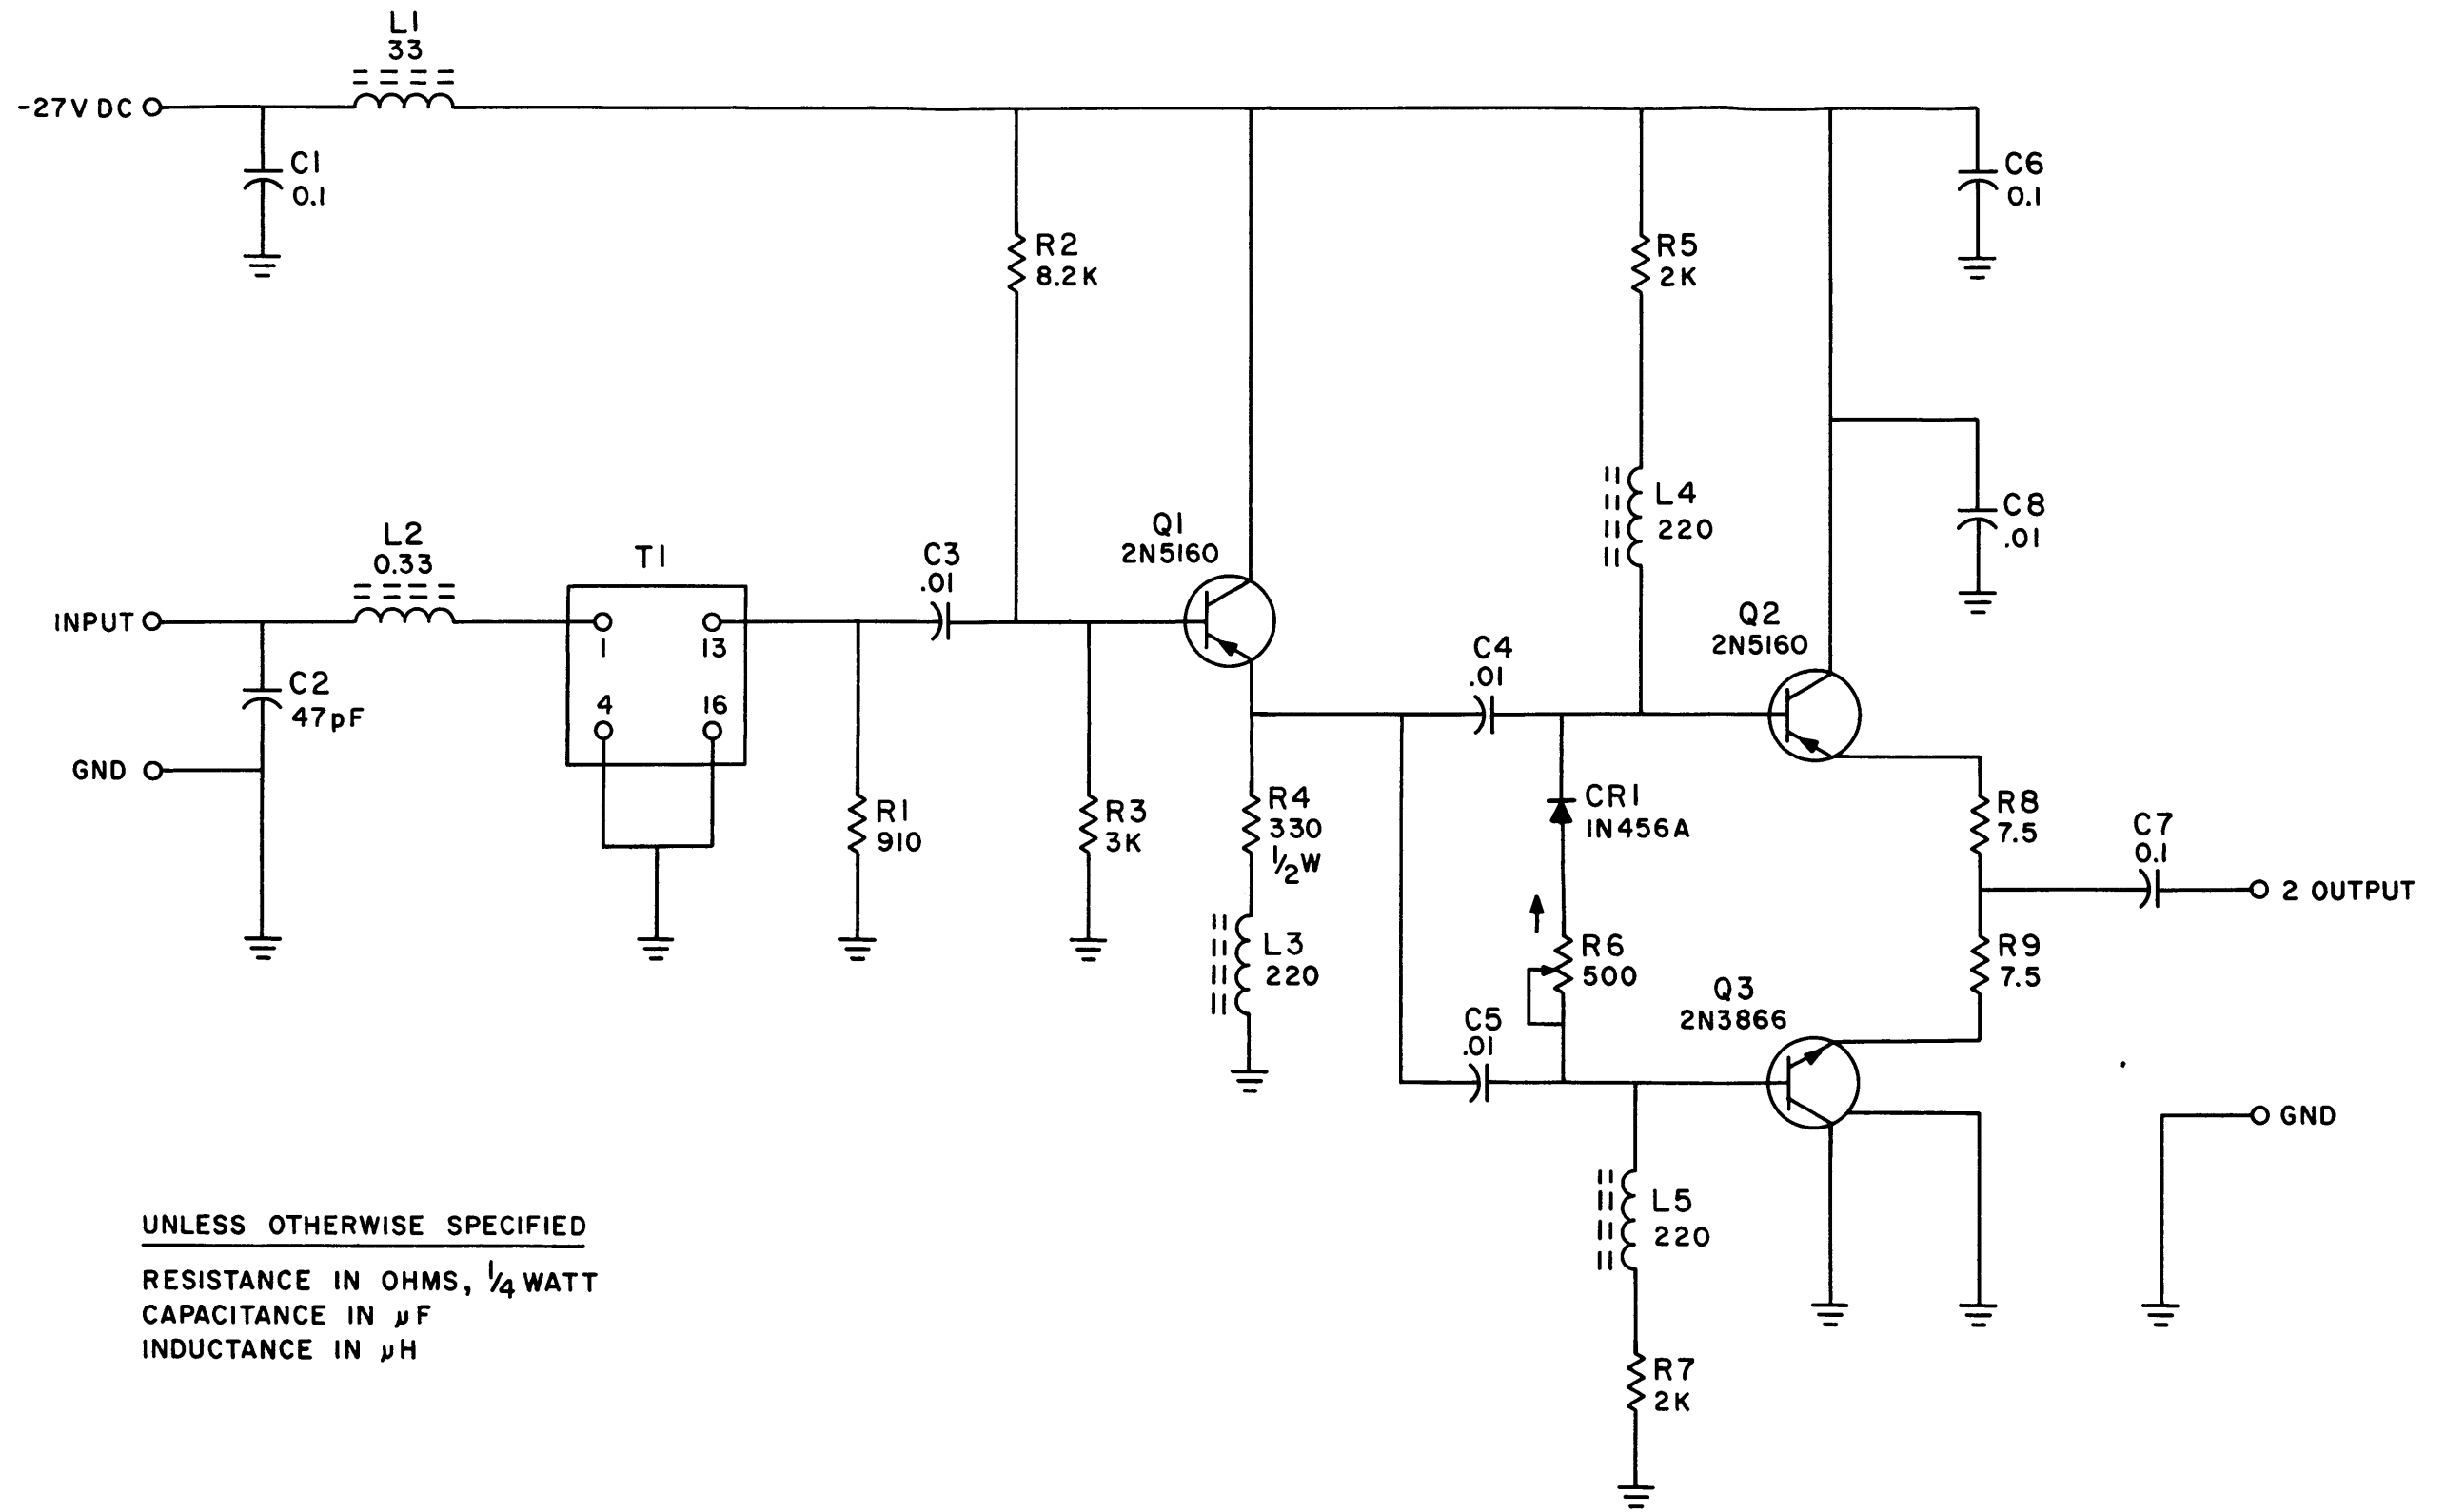 L1
33
-27V DC
C1
0.1
C6
0.1
R2
8.2K
R5
2K
L4
220
C8
.01
L2
0.33
T1
C3
.01
Q1
2N5160
INPUT
1
13
4
16
C2
47pF
GND
C4
.01
Q2
2N5160
R1
910
R3
3K
R4
330
1/2W
CR1
1N456A
R8
7.5
C7
0.1
2 OUTPUT
L3
220
R6
500
R9
7.5
Q3
2N3866
C5
.01
GND
L5
220
R7
2K
UNLESS OTHERWISE SPECIFIED
RESISTANCE IN OHMS, 1/4 WATT
CAPACITANCE IN µF
INDUCTANCE IN µH